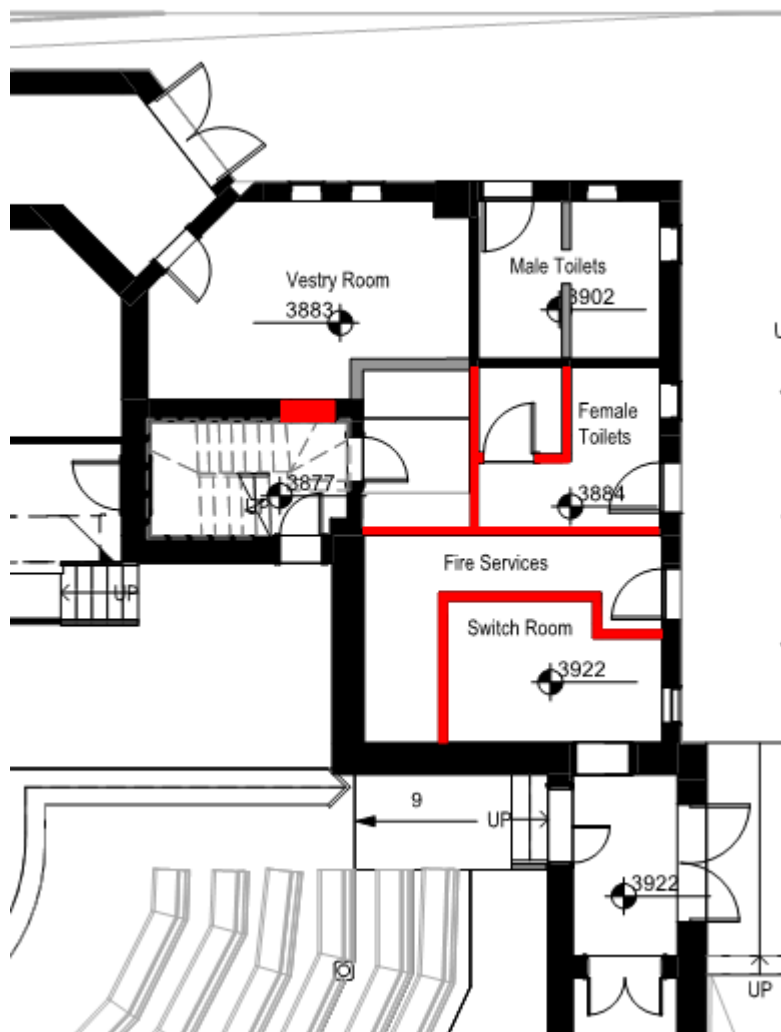 Vestry Room
3883
Male Toilets
3902
Female
Toilets
3877
UP
3884
Fire Services
UP
Switch Room
3922
9
UP
3922
UP